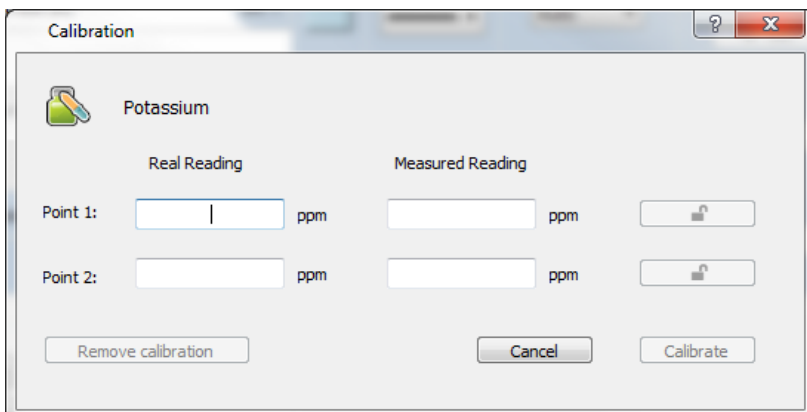 Calibration
?
Potassium
Real Reading Measured Reading
Point 1: ppm ppm
Point 2: ppm ppm
Remove calibration Cancel Calibrate